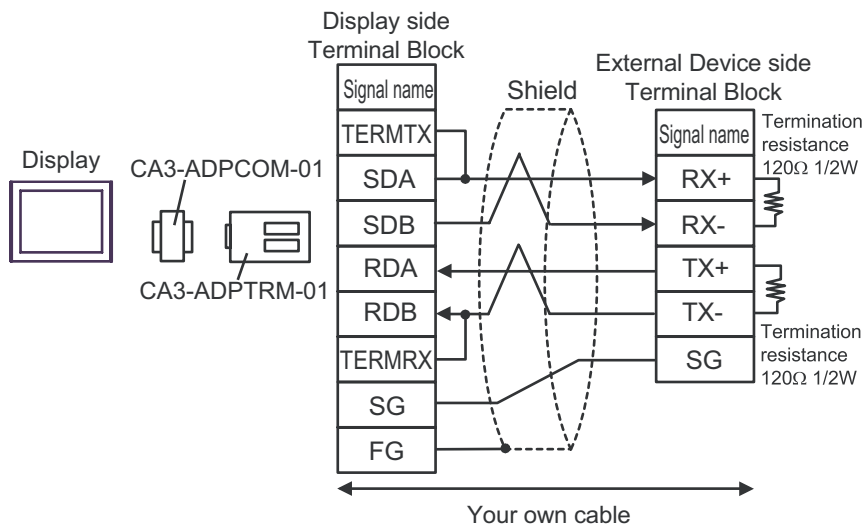 Display side
Terminal Block
Signal name
TERMTX
SDA
SDB
RDA
RDB
TERMRX
SG
FG
Shield
External Device side
Terminal Block
Signal name
RX+
RX-
TX+
TX-
SG
Termination
resistance
120Ω 1/2W
Termination
resistance
120Ω 1/2W
Display
CA3-ADPCOM-01
CA3-ADPTRM-01
Your own cable